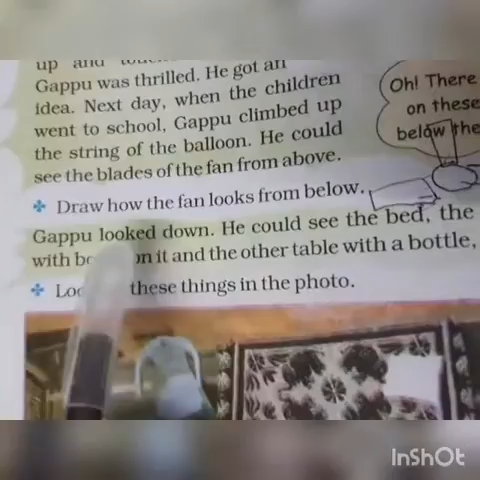 up and
Gappu was thrilled. He got an
idea. Next day, when the children
went to school, Gappu climbed up
the string of the balloon. He could
see the blades of the fan from above.
Oh! There
on these
below the
Draw how the fan looks from below.
Gappu looked down. He could see the bed, the
with on it and the other table with a bottle,
these things in the photo.
InShOt